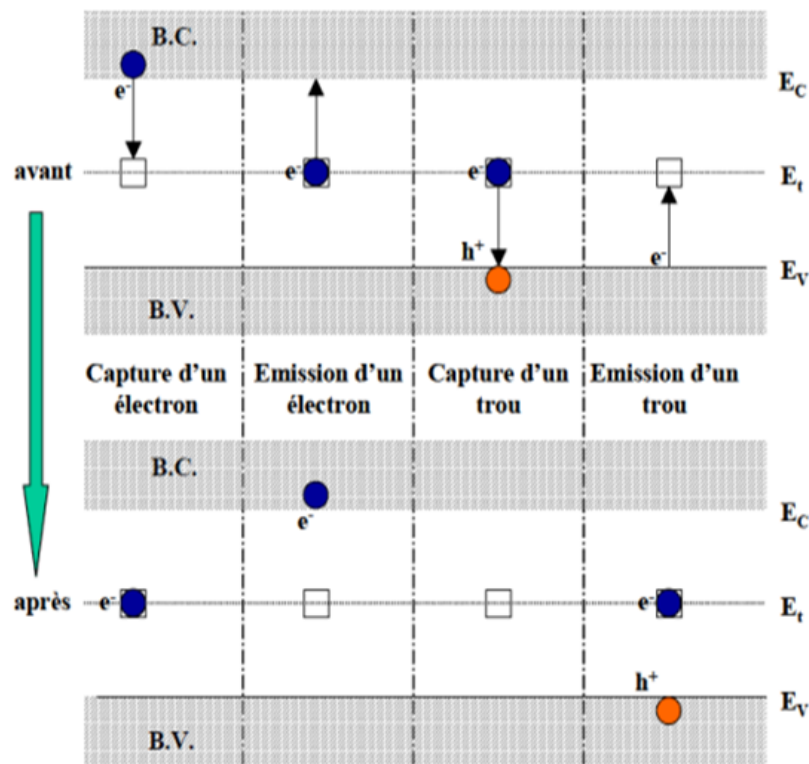 B.C.
e-
E_C
avant
e-
e-
E_t
h+
e-
E_V
B.V.
Capture d'un
électron
Emission d'un
électron
Capture d'un
trou
Emission d'un
trou
B.C.
e-
E_C
après
e-
e-
E_t
h+
E_V
B.V.